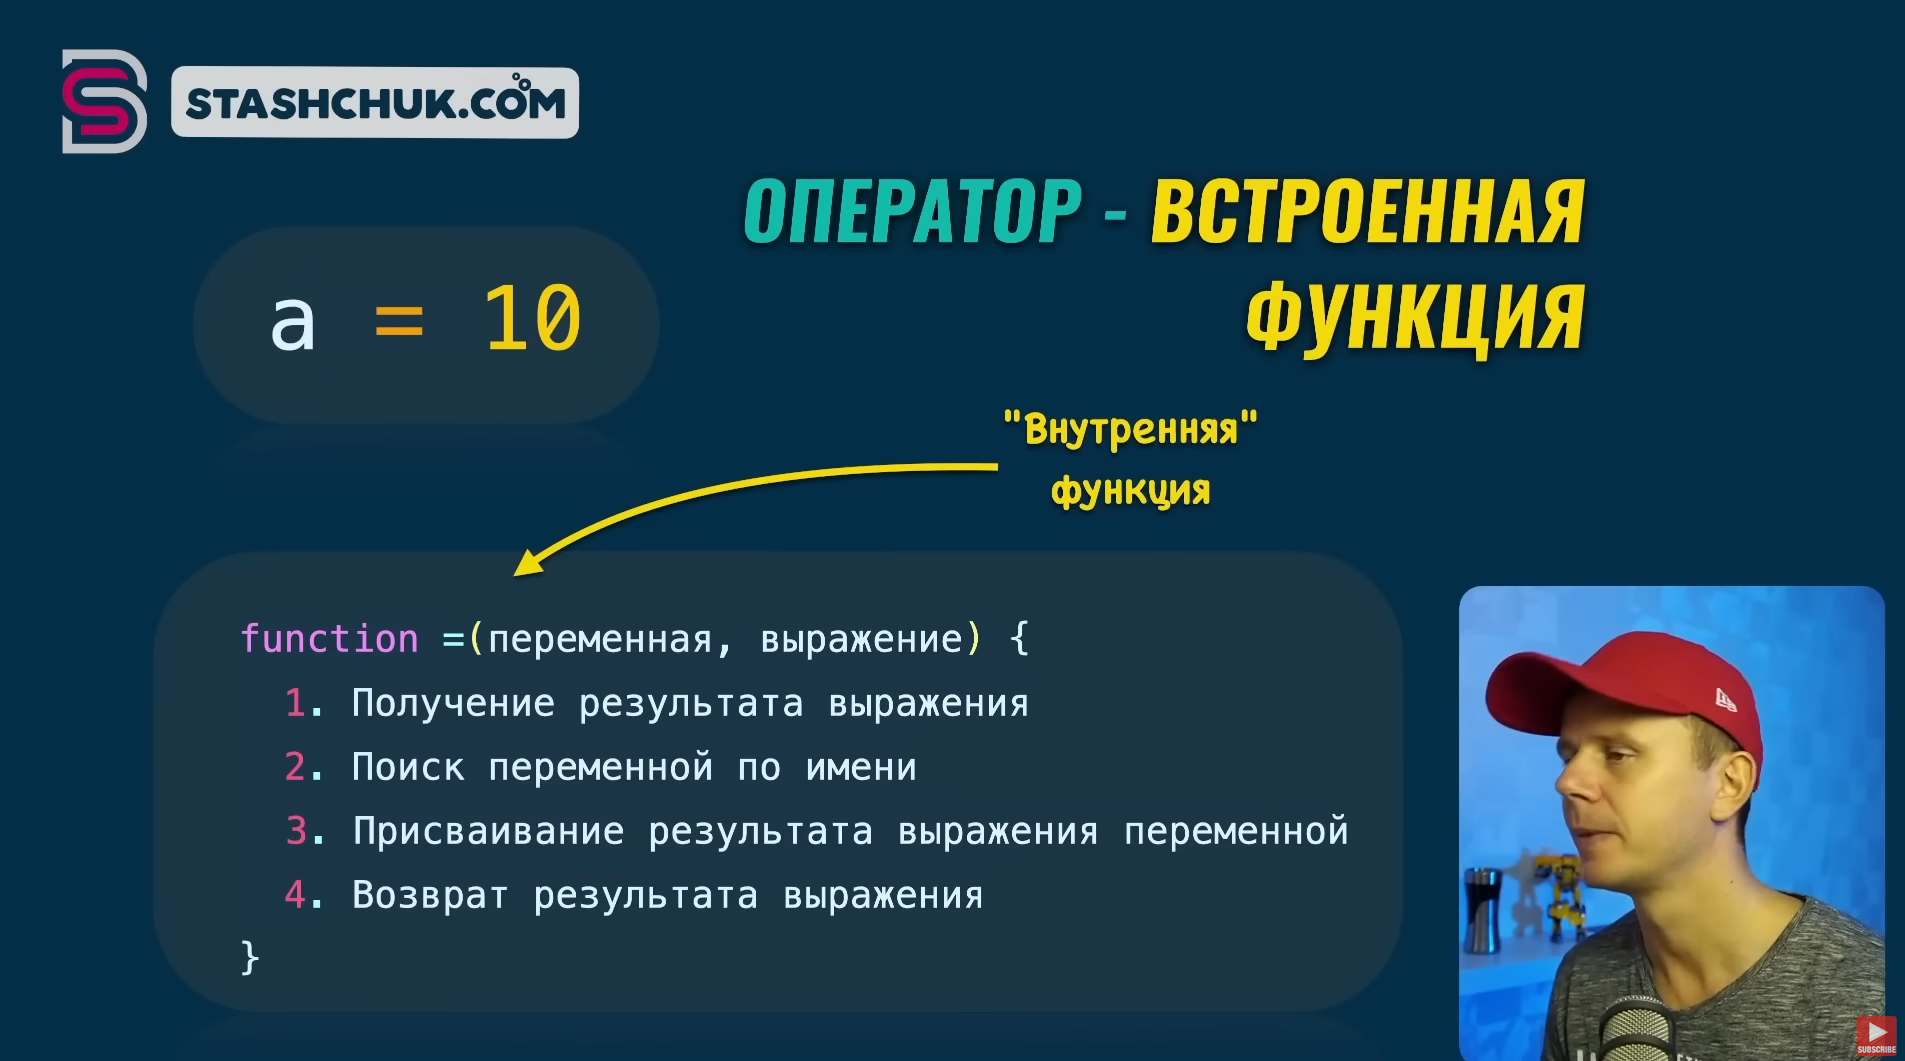 STASHCHUK.COM
ОПЕРАТОР - ВСТРОЕННАЯ
ФУНКЦИЯ
a = 10
"Внутренняя"
функция
function =(переменная, выражение) {
1. Получение результата выражения
2. Поиск переменной по имени
3. Присваивание результата выражения переменной
4. Возврат результата выражения
}
SUBSCRIBE